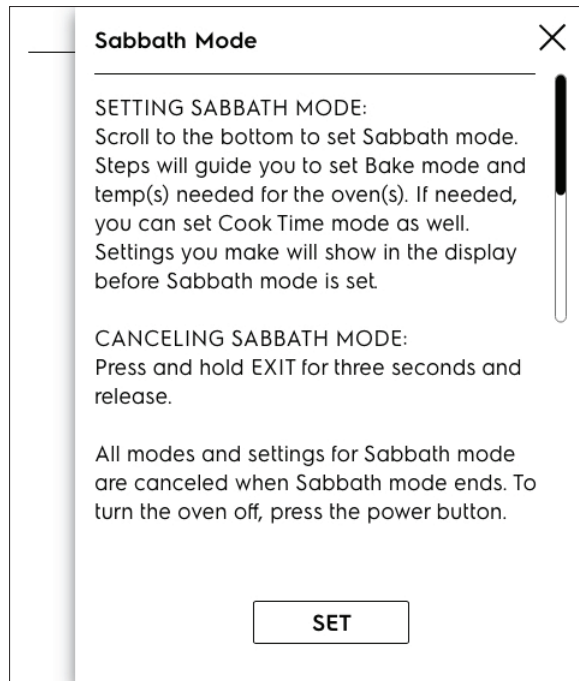 Sabbath Mode
SETTING SABBATH MODE:
Scroll to the bottom to set Sabbath mode.
Steps will guide you to set Bake mode and
temp(s) needed for the oven(s). If needed,
you can set Cook Time mode as well.
Settings you make will show in the display
before Sabbath mode is set.
CANCELING SABBATH MODE:
Press and hold EXIT for three seconds and
release.
All modes and settings for Sabbath mode
are canceled when Sabbath mode ends. To
turn the oven off, press the power button.
SET